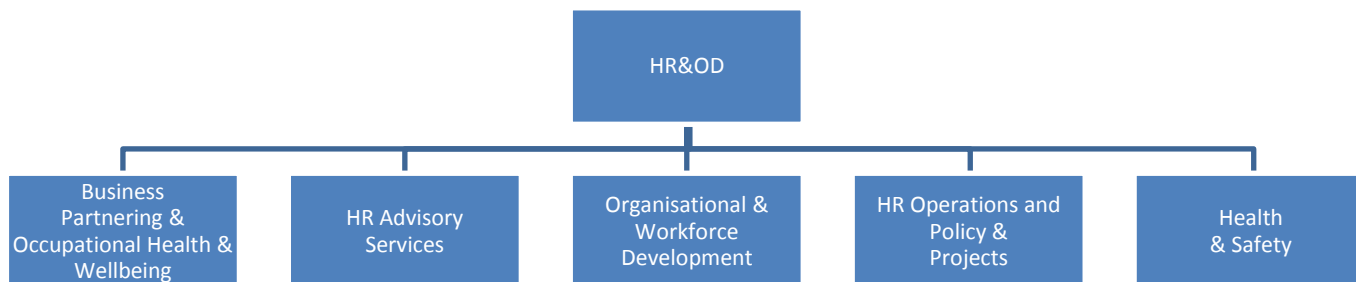 HR&OD
Business
Partnering &
Occupational Health &
Wellbeing
HR Advisory
Services
Organisational &
Workforce
Development
HR Operations and
Policy &
Projects
Health
& Safety